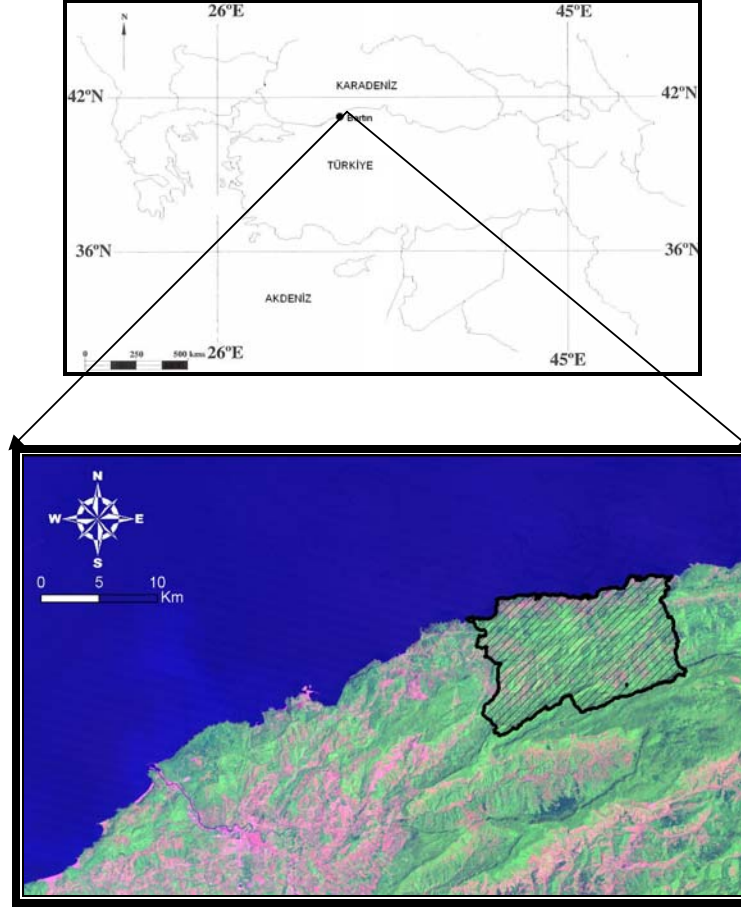 26ºE 45ºE
N
KARADENİZ
42ºN 42ºN
Bartın
TÜRKİYE
36ºN 36ºN
AKDENİZ
0 250 500 kms
26ºE 45ºE
N
W E
S
0 5 10
Km